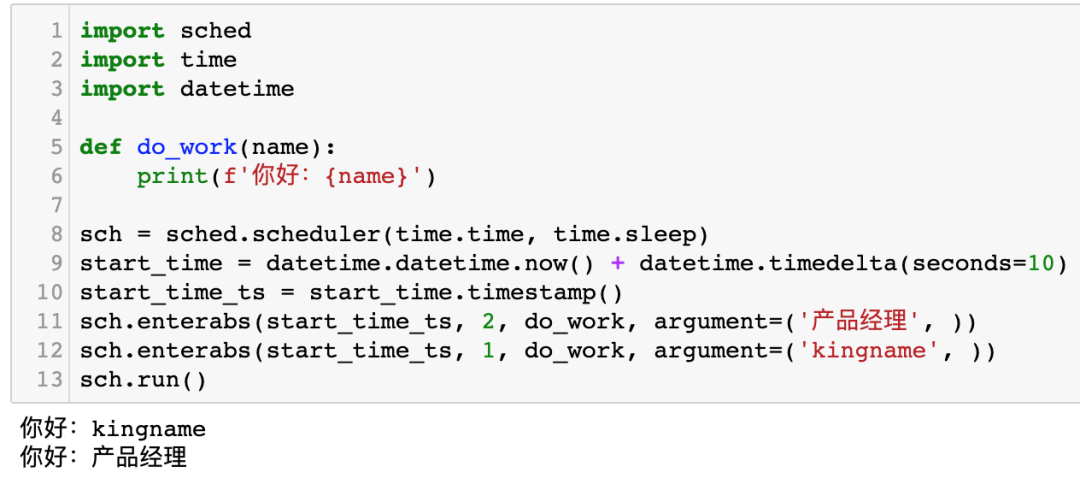 1 import sched
2 import time
3 import datetime
4
5 def do_work(name):
6     print(f'你好：{name}')
7
8 sch = sched.scheduler(time.time, time.sleep)
9 start_time = datetime.datetime.now() + datetime.timedelta(seconds=10)
10 start_time_ts = start_time.timestamp()
11 sch.enterabs(start_time_ts, 2, do_work, argument=('产品经理', ))
12 sch.enterabs(start_time_ts, 1, do_work, argument=('kingname', ))
13 sch.run()
你好：kingname
你好：产品经理